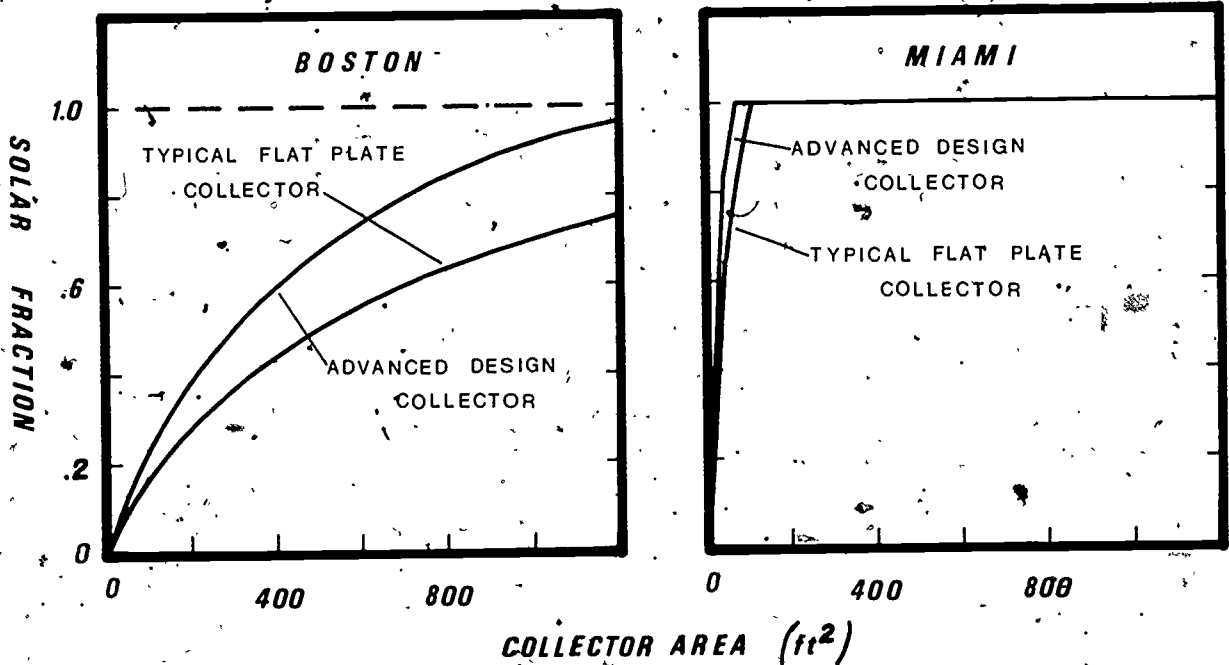 BOSTON
MIAMI
1.0
.6
.2
0
SOLAR FRACTION
TYPICAL FLAT PLATE
COLLECTOR
ADVANCED DESIGN
COLLECTOR
ADVANCED DESIGN
COLLECTOR
TYPICAL FLAT PLATE
COLLECTOR
0
400
800
0
400
800
COLLECTOR AREA (ft²)